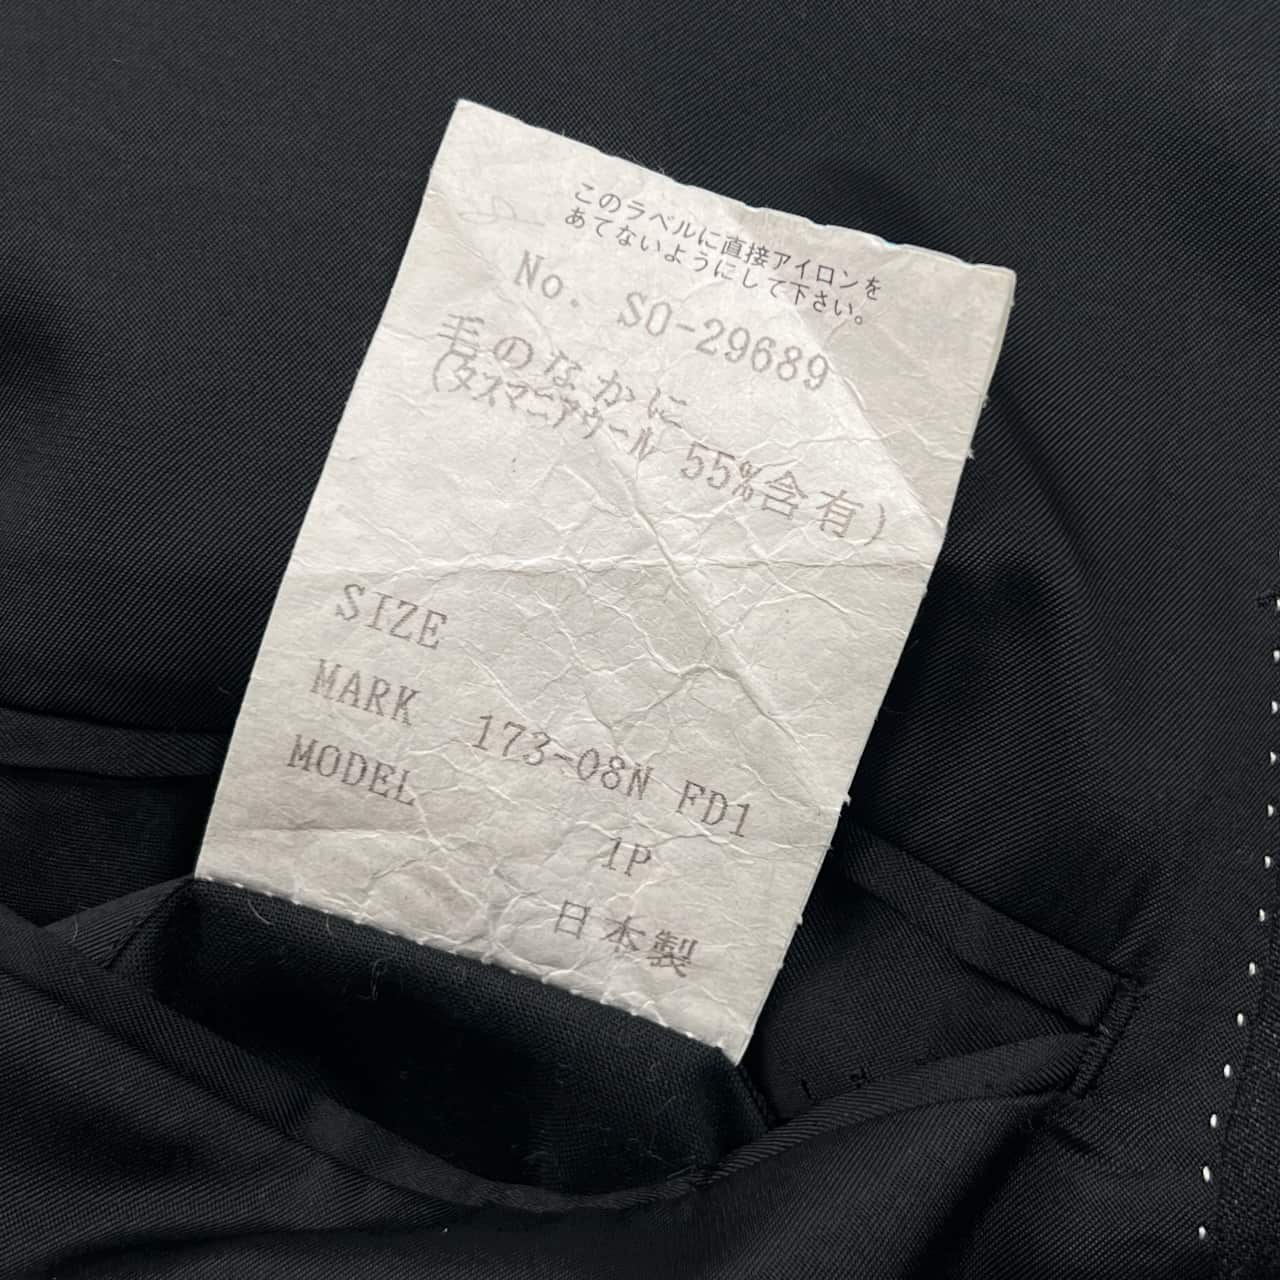 このラベルに直接アイロンを
あてないようにして下さい。
No. SO-29689
毛のなかに
(タスマニアウール 55%含有)
SIZE
MARK 173-08N FD1
MODEL 1P
日本製